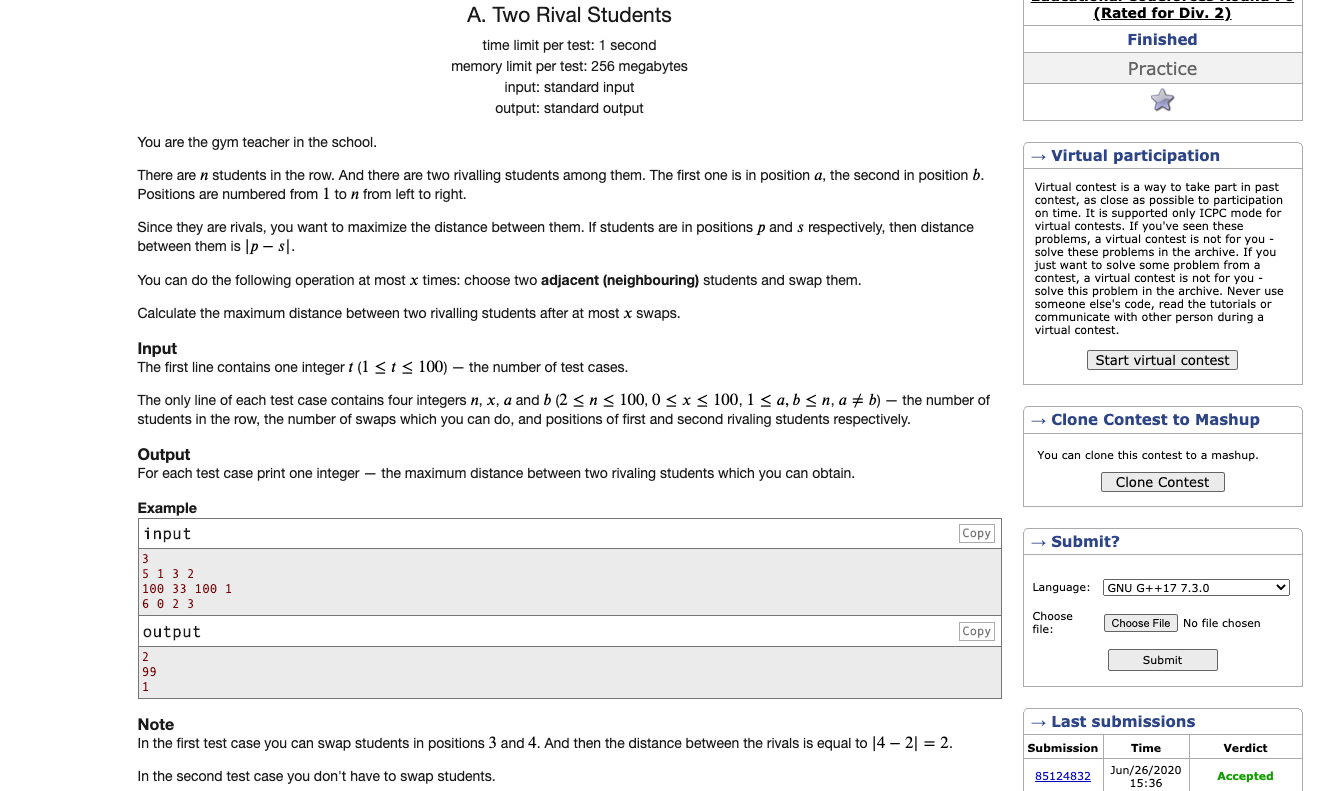 A. Two Rival Students
time limit per test: 1 second
memory limit per test: 256 megabytes
input: standard input
output: standard output
You are the gym teacher in the school.
There are n students in the row. And there are two rivalling students among them. The first one is in position a, the second in position b.
Positions are numbered from 1 to n from left to right.
Since they are rivals, you want to maximize the distance between them. If students are in positions p and s respectively, then distance
between them is |p − s|.
You can do the following operation at most x times: choose two adjacent (neighbouring) students and swap them.
Calculate the maximum distance between two rivalling students after at most x swaps.
Input
The first line contains one integer t (1 ≤ t ≤ 100) — the number of test cases.
The only line of each test case contains four integers n, x, a and b (2 ≤ n ≤ 100, 0 ≤ x ≤ 100, 1 ≤ a, b ≤ n, a ≠ b) — the number of
students in the row, the number of swaps which you can do, and positions of first and second rivaling students respectively.
Output
For each test case print one integer — the maximum distance between two rivaling students which you can obtain.
Example
input
Copy
3
5 1 3 2
100 33 100 1
6 0 2 3
output
Copy
2
99
1
Note
In the first test case you can swap students in positions 3 and 4. And then the distance between the rivals is equal to |4 − 2| = 2.
In the second test case you don't have to swap students.
(Rated for Div. 2)
Finished
Practice
→ Virtual participation
Virtual contest is a way to take part in past
contest, as close as possible to participation
on time. It is supported only ICPC mode for
virtual contests. If you've seen these
problems, a virtual contest is not for you -
solve these problems in the archive. If you
just want to solve some problem from a
contest, a virtual contest is not for you -
solve this problem in the archive. Never use
someone else's code, read the tutorials or
communicate with other person during a
virtual contest.
Start virtual contest
→ Clone Contest to Mashup
You can clone this contest to a mashup.
Clone Contest
→ Submit?
Language: GNU G++17 7.3.0
Choose
file: Choose File No file chosen
Submit
→ Last submissions
Submission Time Verdict
85124832 Jun/26/2020
15:36 Accepted